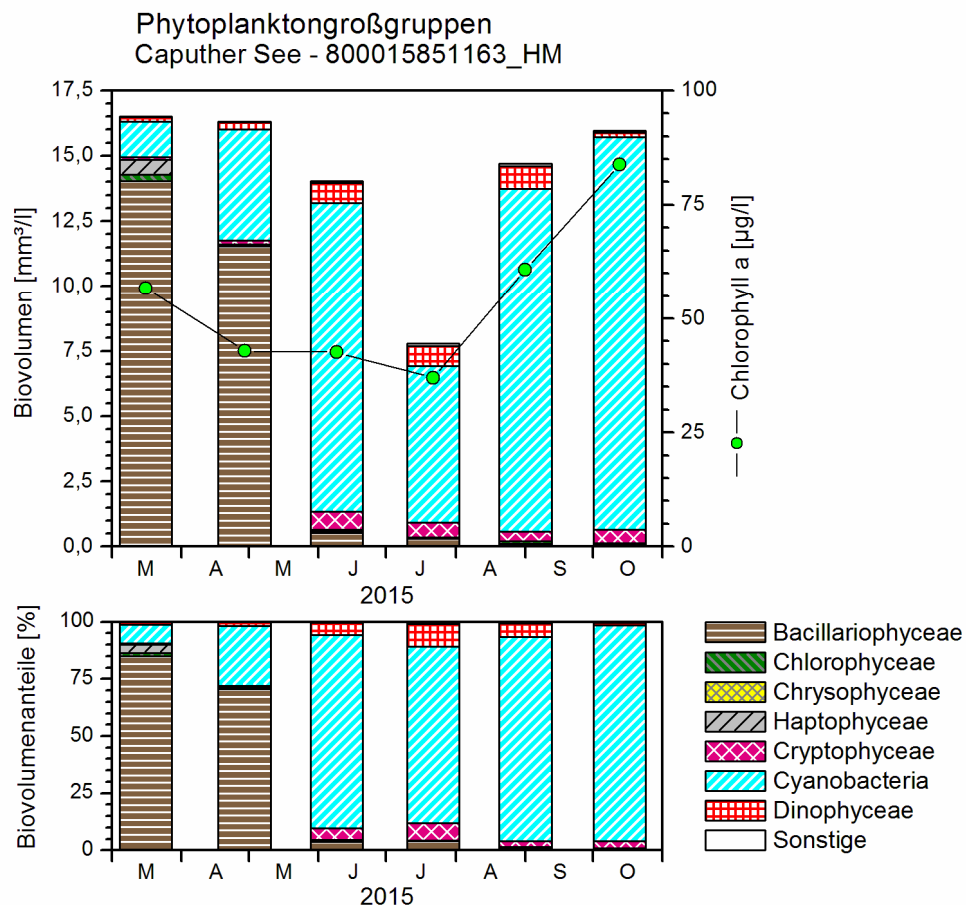 Phytoplanktongroßgruppen
Caputher See - 800015851163_HM
Biovolumen [mm³/l]
17,5
15,0
12,5
10,0
7,5
5,0
2,5
0,0
100
75
50
25
0
Chlorophyll a [µg/l]
M A M J J A S O
2015
Biovolumenanteile [%]
100
75
50
25
0
M A M J J A S O
2015
Bacillariophyceae
Chlorophyceae
Chrysophyceae
Haptophyceae
Cryptophyceae
Cyanobacteria
Dinophyceae
Sonstige